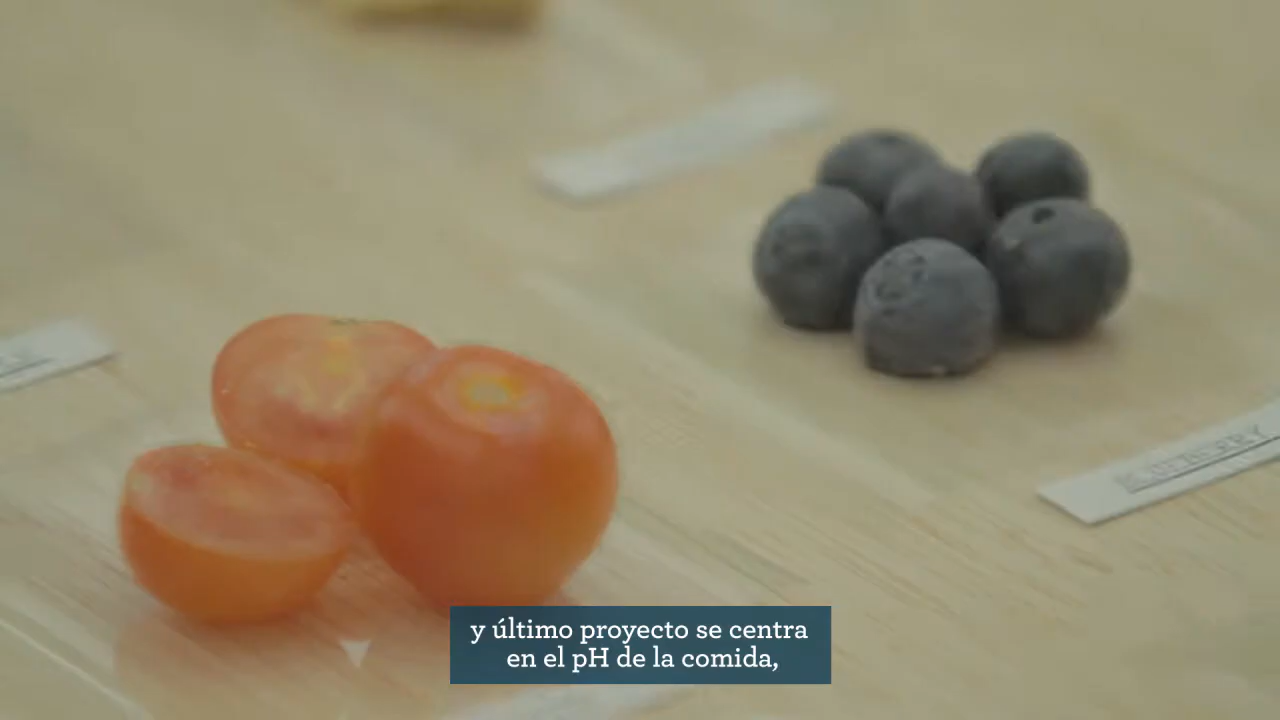 y último proyecto se centra
en el pH de la comida,